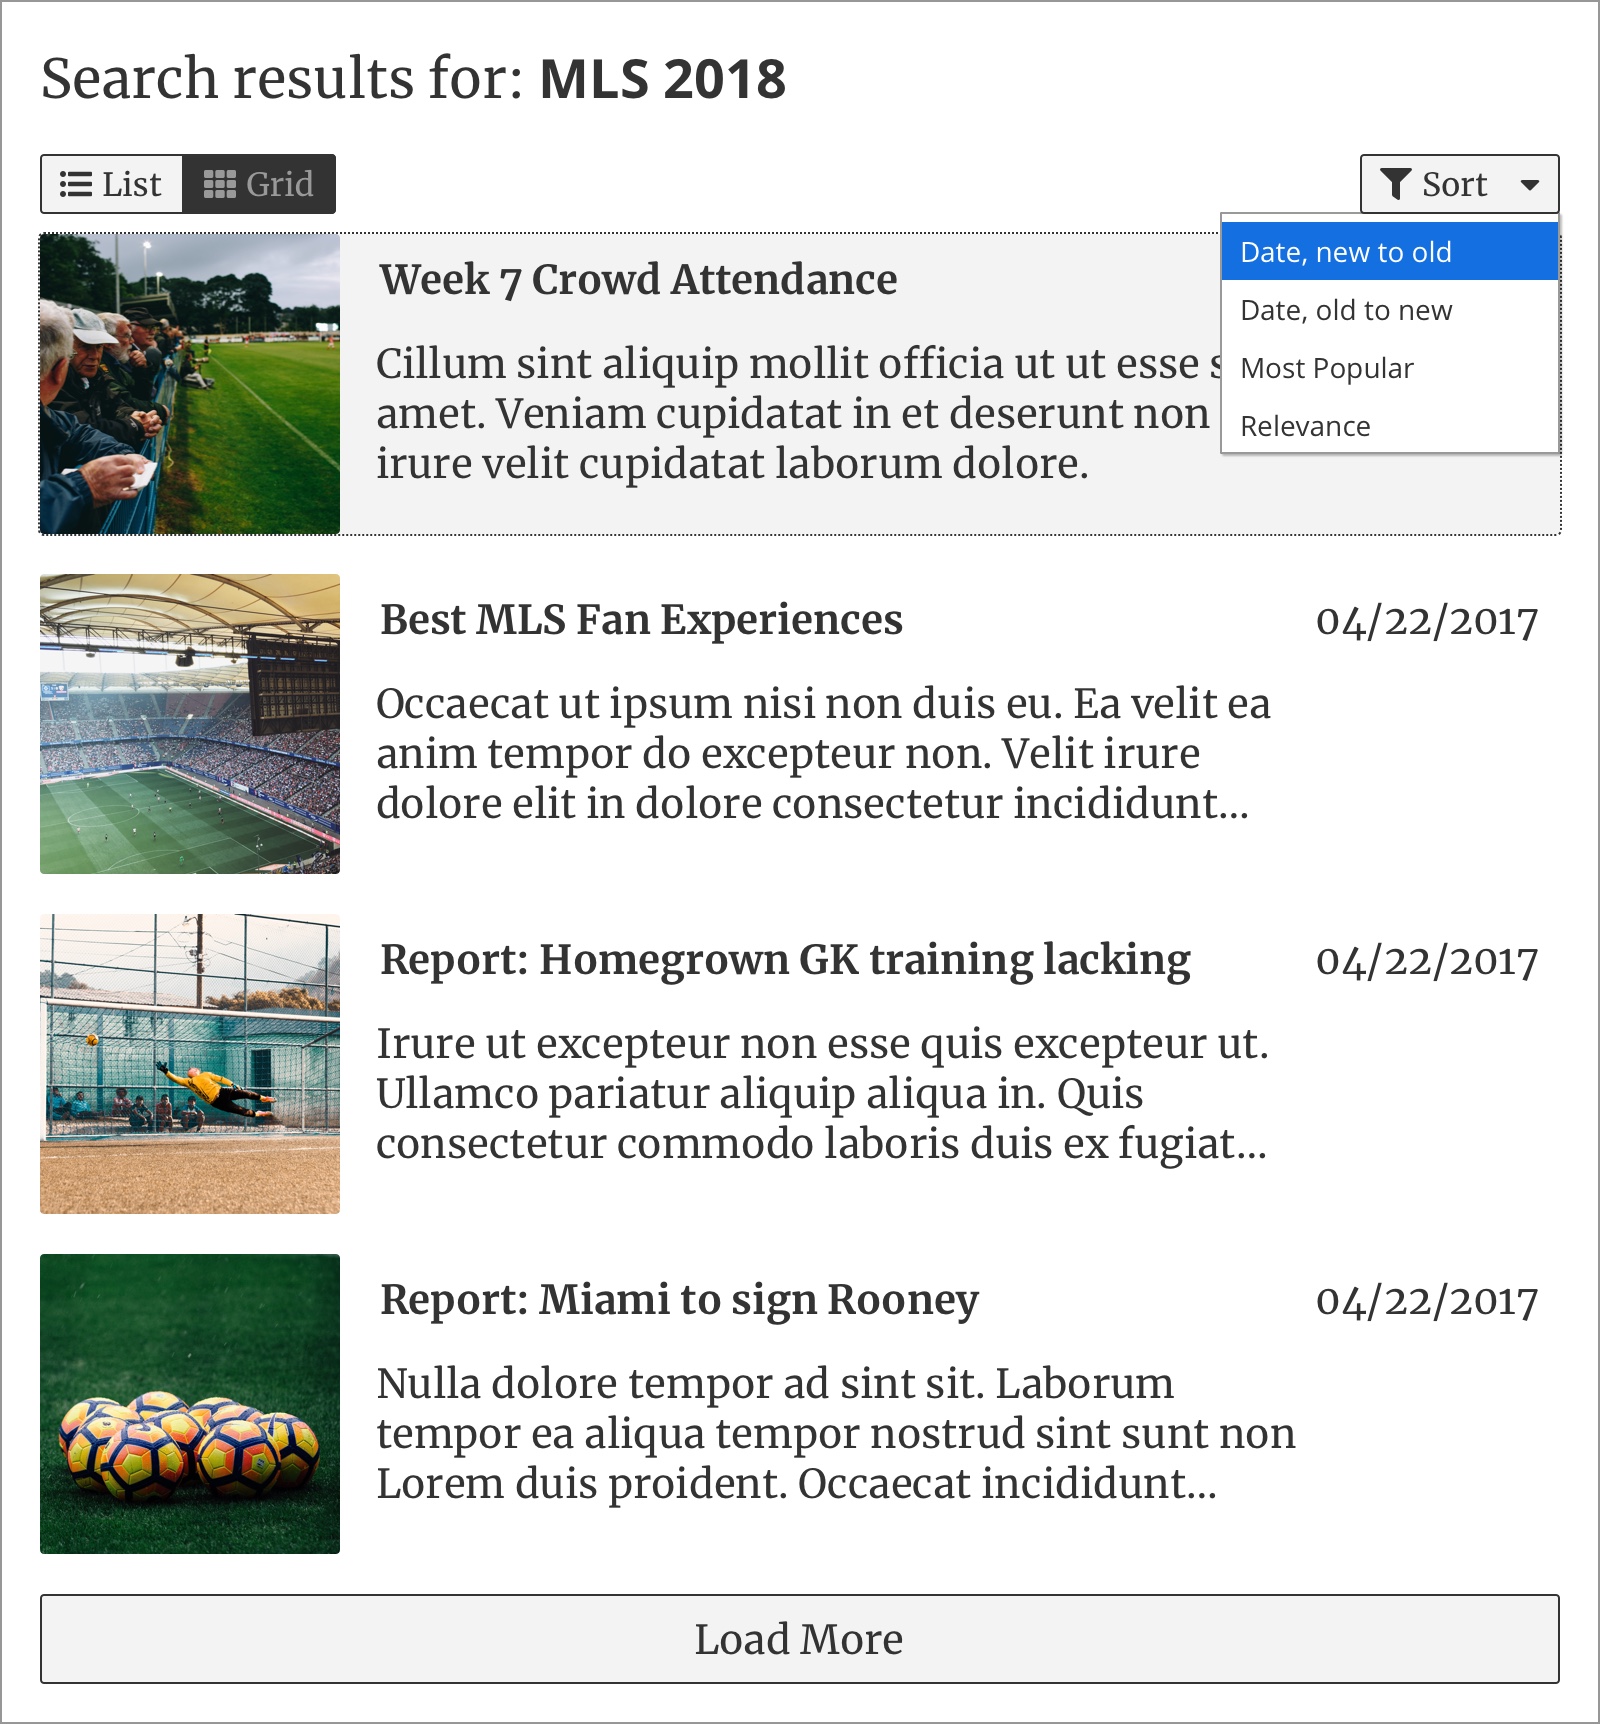 Search results for: MLS 2018
List Grid Sort
Date, new to old
Date, old to new
Most Popular
Relevance
Week 7 Crowd Attendance
Cillum sint aliquip mollit officia ut ut esse
amet. Veniam cupidatat in et deserunt non
irure velit cupidatat laborum dolore.
Best MLS Fan Experiences 04/22/2017
Occaecat ut ipsum nisi non duis eu. Ea velit ea
anim tempor do excepteur non. Velit irure
dolore elit in dolore consectetur incididunt...
Report: Homegrown GK training lacking 04/22/2017
Irure ut excepteur non esse quis excepteur ut.
Ullamco pariatur aliquip aliqua in. Quis
consectetur commodo laboris duis ex fugiat...
Report: Miami to sign Rooney 04/22/2017
Nulla dolore tempor ad sint sit. Laborum
tempor ea aliqua tempor nostrud sint sunt non
Lorem duis proident. Occaecat incididunt...
Load More